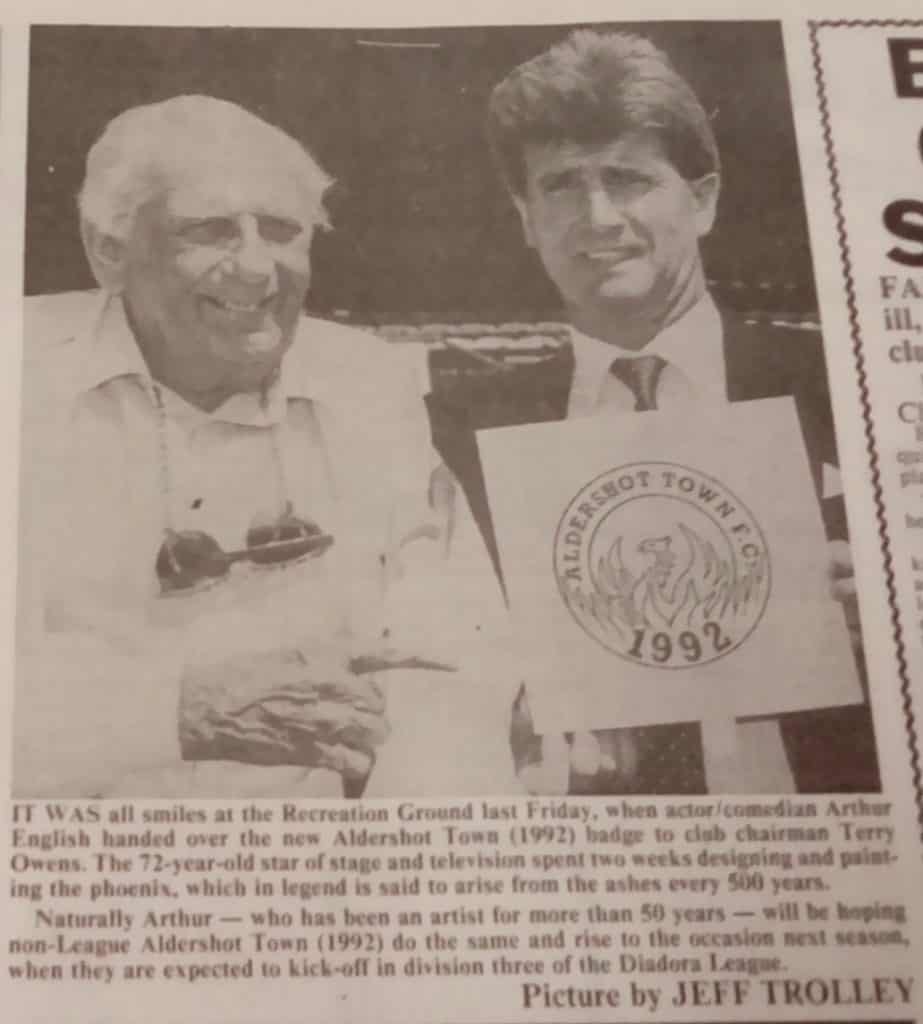 ALDERSHOT TOWN F.C.
1992
IT WAS all smiles at the Recreation Ground last Friday, when actor/comedian Arthur
English handed over the new Aldershot Town (1992) badge to club chairman Terry
Owens. The 72-year-old star of stage and television spent two weeks designing and paint-
ing the phoenix, which in legend is said to arise from the ashes every 500 years.
Naturally Arthur — who has been an artist for more than 50 years — will be hoping
non-League Aldershot Town (1992) do the same and rise to the occasion next season,
when they are expected to kick-off in division three of the Diadora League.
Picture by JEFF TROLLEY
S
FA
ill,